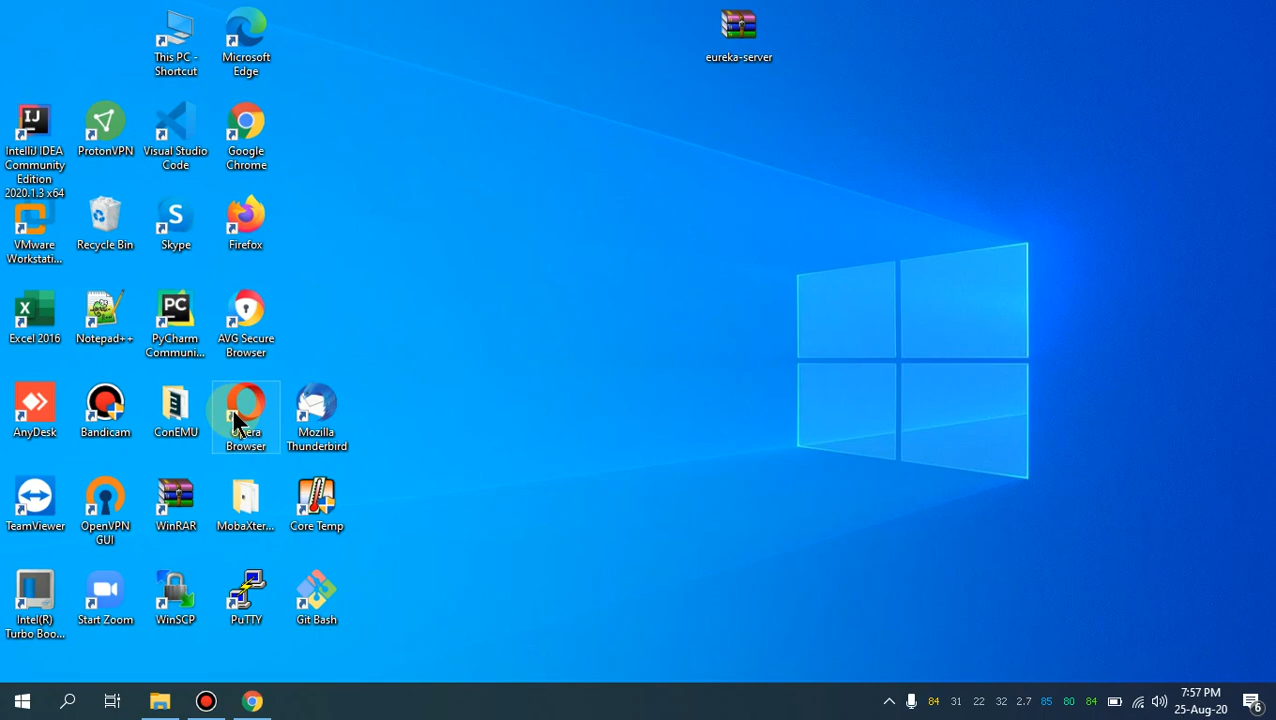 This PC -
Shortcut
Microsoft
Edge
eureka-server
IntelliJ IDEA
Community
Edition
2020.1.3 x64
ProtonVPN
Visual Studio
Code
Google
Chrome
VMware
Workstati...
Recycle Bin
Skype
Firefox
Excel 2016
Notepad++
PyCharm
Communi...
AVG Secure
Browser
AnyDesk
Bandicam
ConEMU
Browser
Mozilla
Thunderbird
TeamViewer
OpenVPN
GUI
WinRAR
MobaXter...
Core Temp
Intel(R)
Turbo Boo...
Start Zoom
WinSCP
PuTTY
Git Bash
84 31 22 32 2.7 85 80 84
7:57 PM
25-Aug-20
6